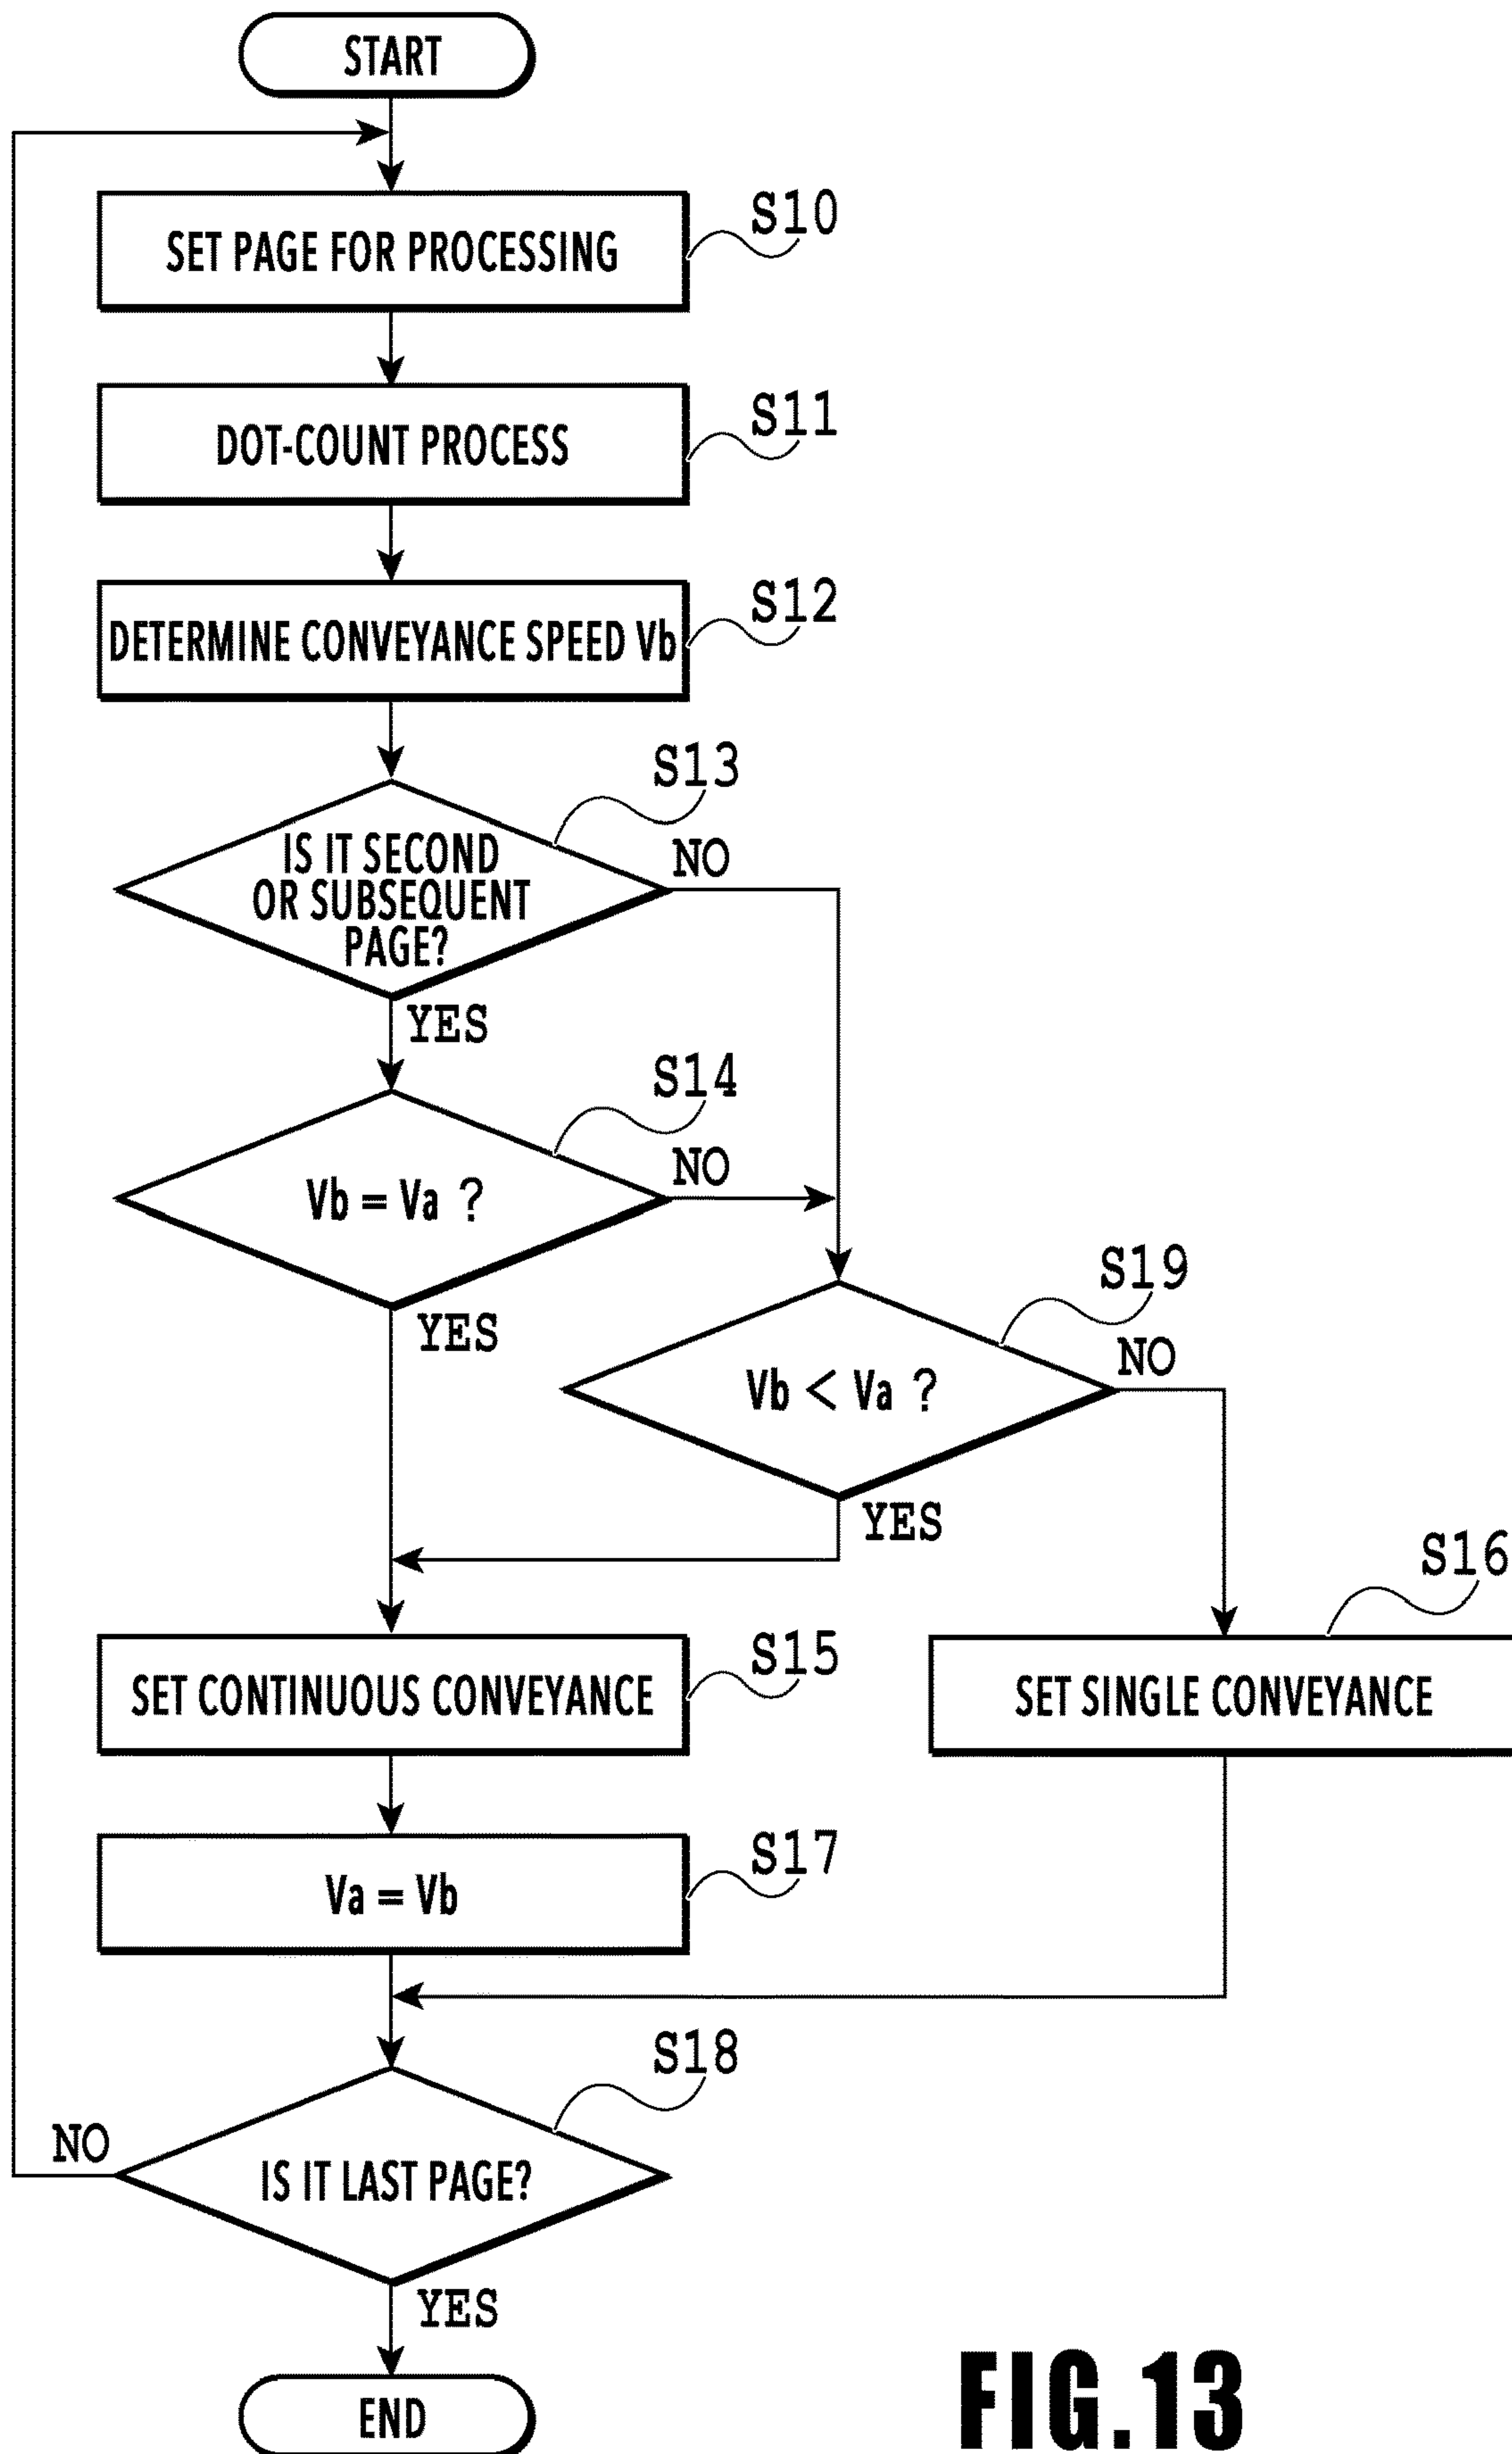 START
S10
SET PAGE FOR PROCESSING
S11
DOT-COUNT PROCESS
S12
DETERMINE CONVEYANCE SPEED Vb
S13
IS IT SECOND
OR SUBSEQUENT
PAGE?
NO
YES
S14
Vb = Va ?
NO
YES
S19
Vb < Va ?
NO
YES
S15
SET CONTINUOUS CONVEYANCE
S16
SET SINGLE CONVEYANCE
S17
Va = Vb
S18
IS IT LAST PAGE?
NO
YES
END
FIG.13